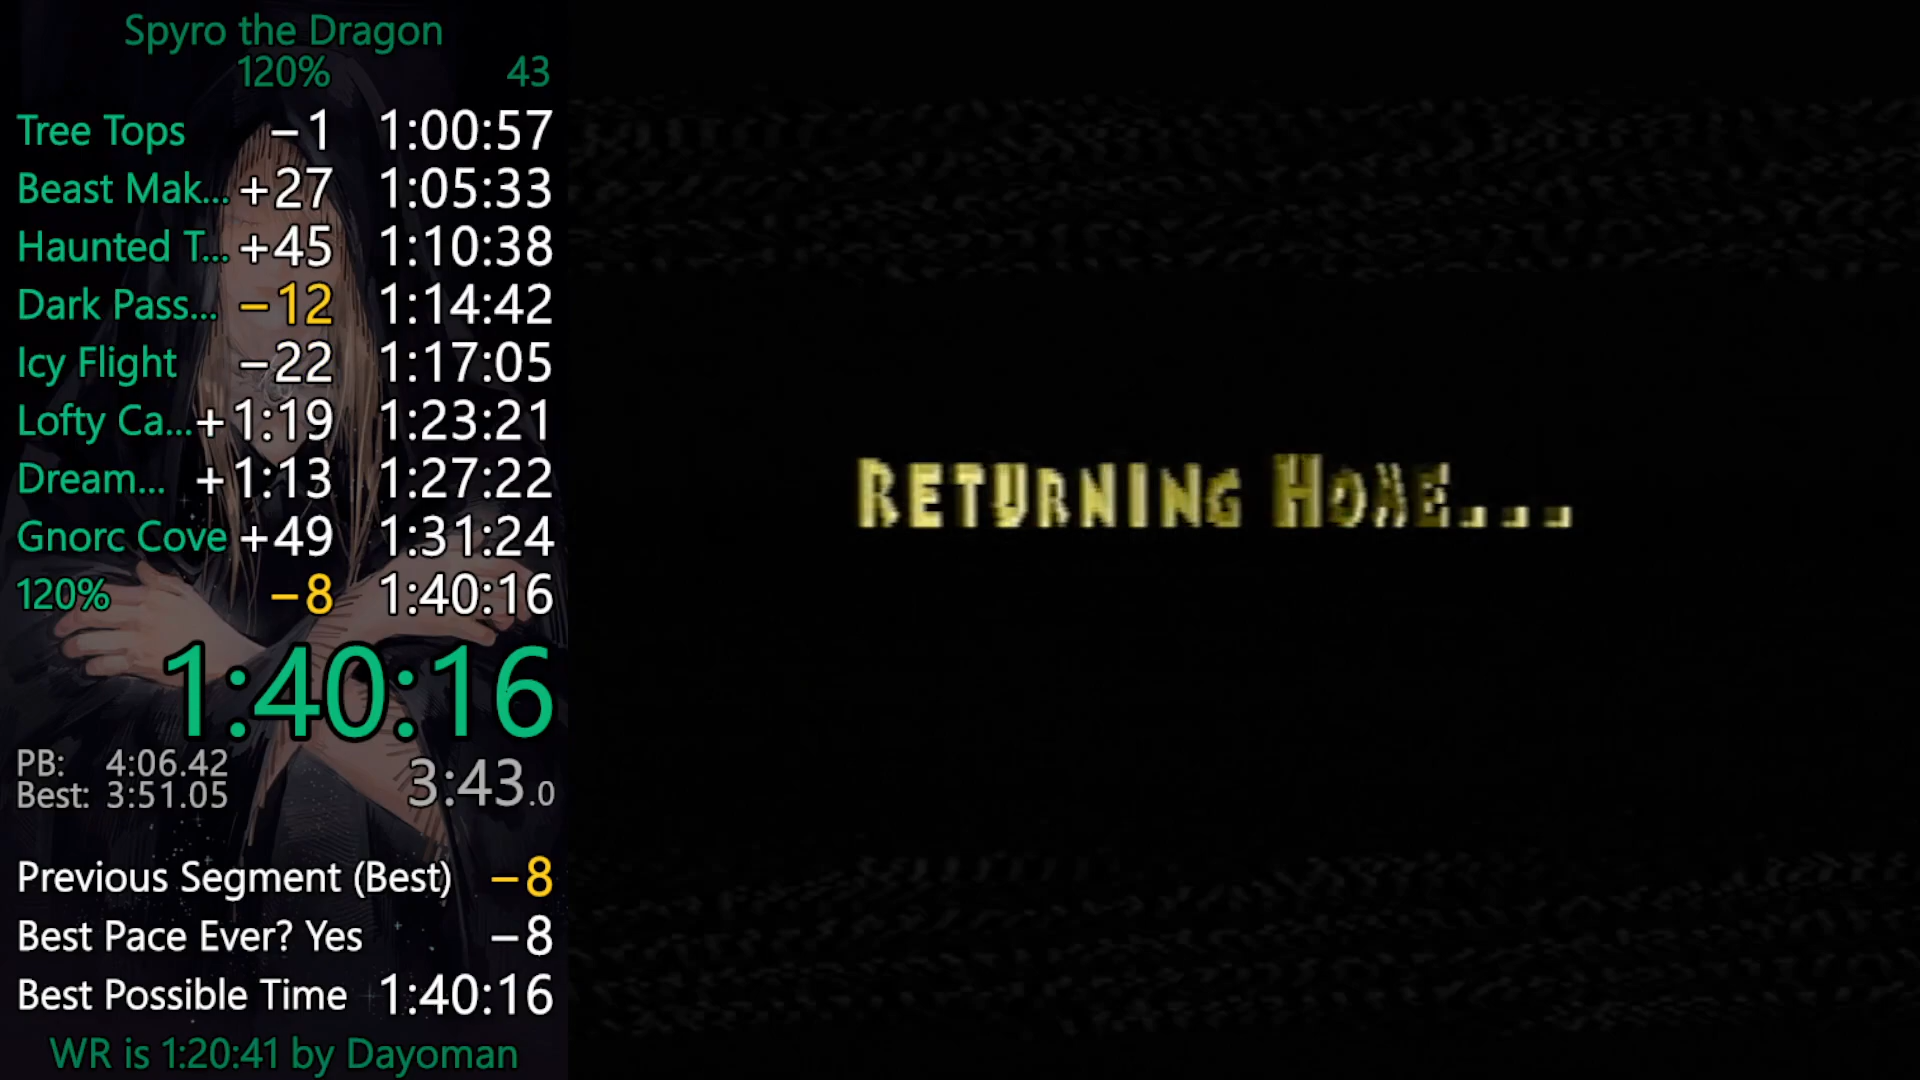 Spyro the Dragon
120% 43
Tree Tops −1 1:00:57
Beast Mak... +27 1:05:33
Haunted T... +45 1:10:38
Dark Pass... −12 1:14:42
Icy Flight −22 1:17:05
Lofty Ca... +1:19 1:23:21
Dream... +1:13 1:27:22
Gnorc Cove +49 1:31:24
120% −8 1:40:16
1:40:16
PB: 4:06.42
Best: 3:51.05
3:43.0
Previous Segment (Best) −8
Best Pace Ever? Yes −8
Best Possible Time 1:40:16
WR is 1:20:41 by Dayoman
RETURNING HOME...